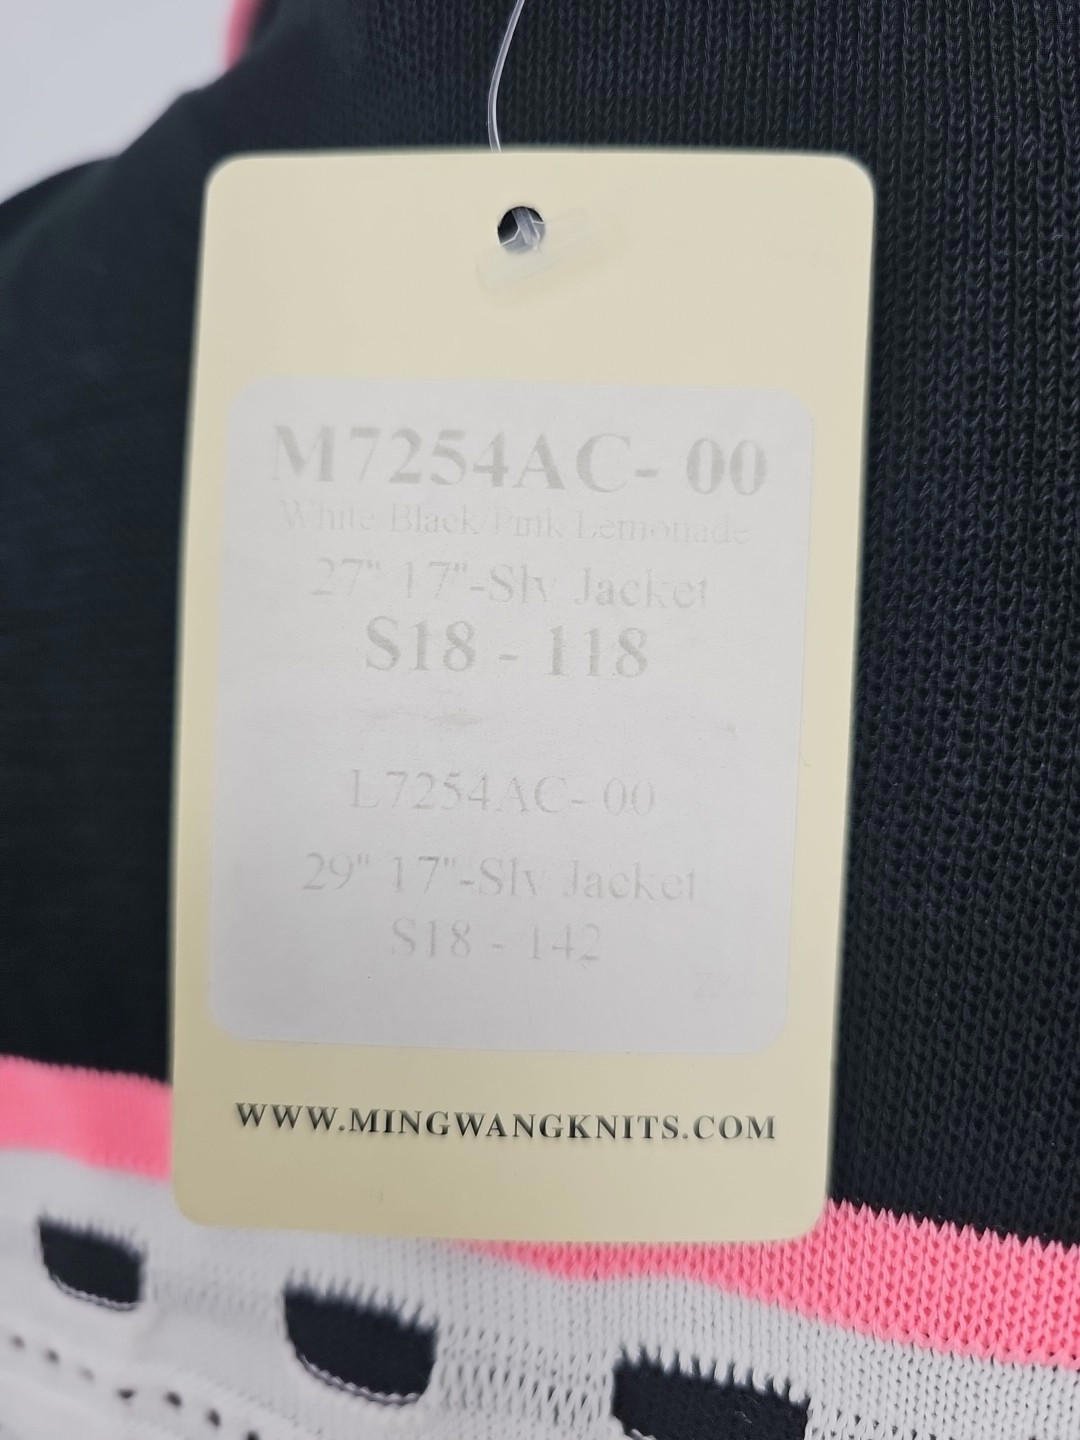 M7254AC- 00
White/Black/Pink Lemonade
27" 17"-Slv Jacket
S18 - 118
L7254AC- 00
29" 17"-Slv Jacket
S18 - 142
WWW.MINGWANGKNITS.COM